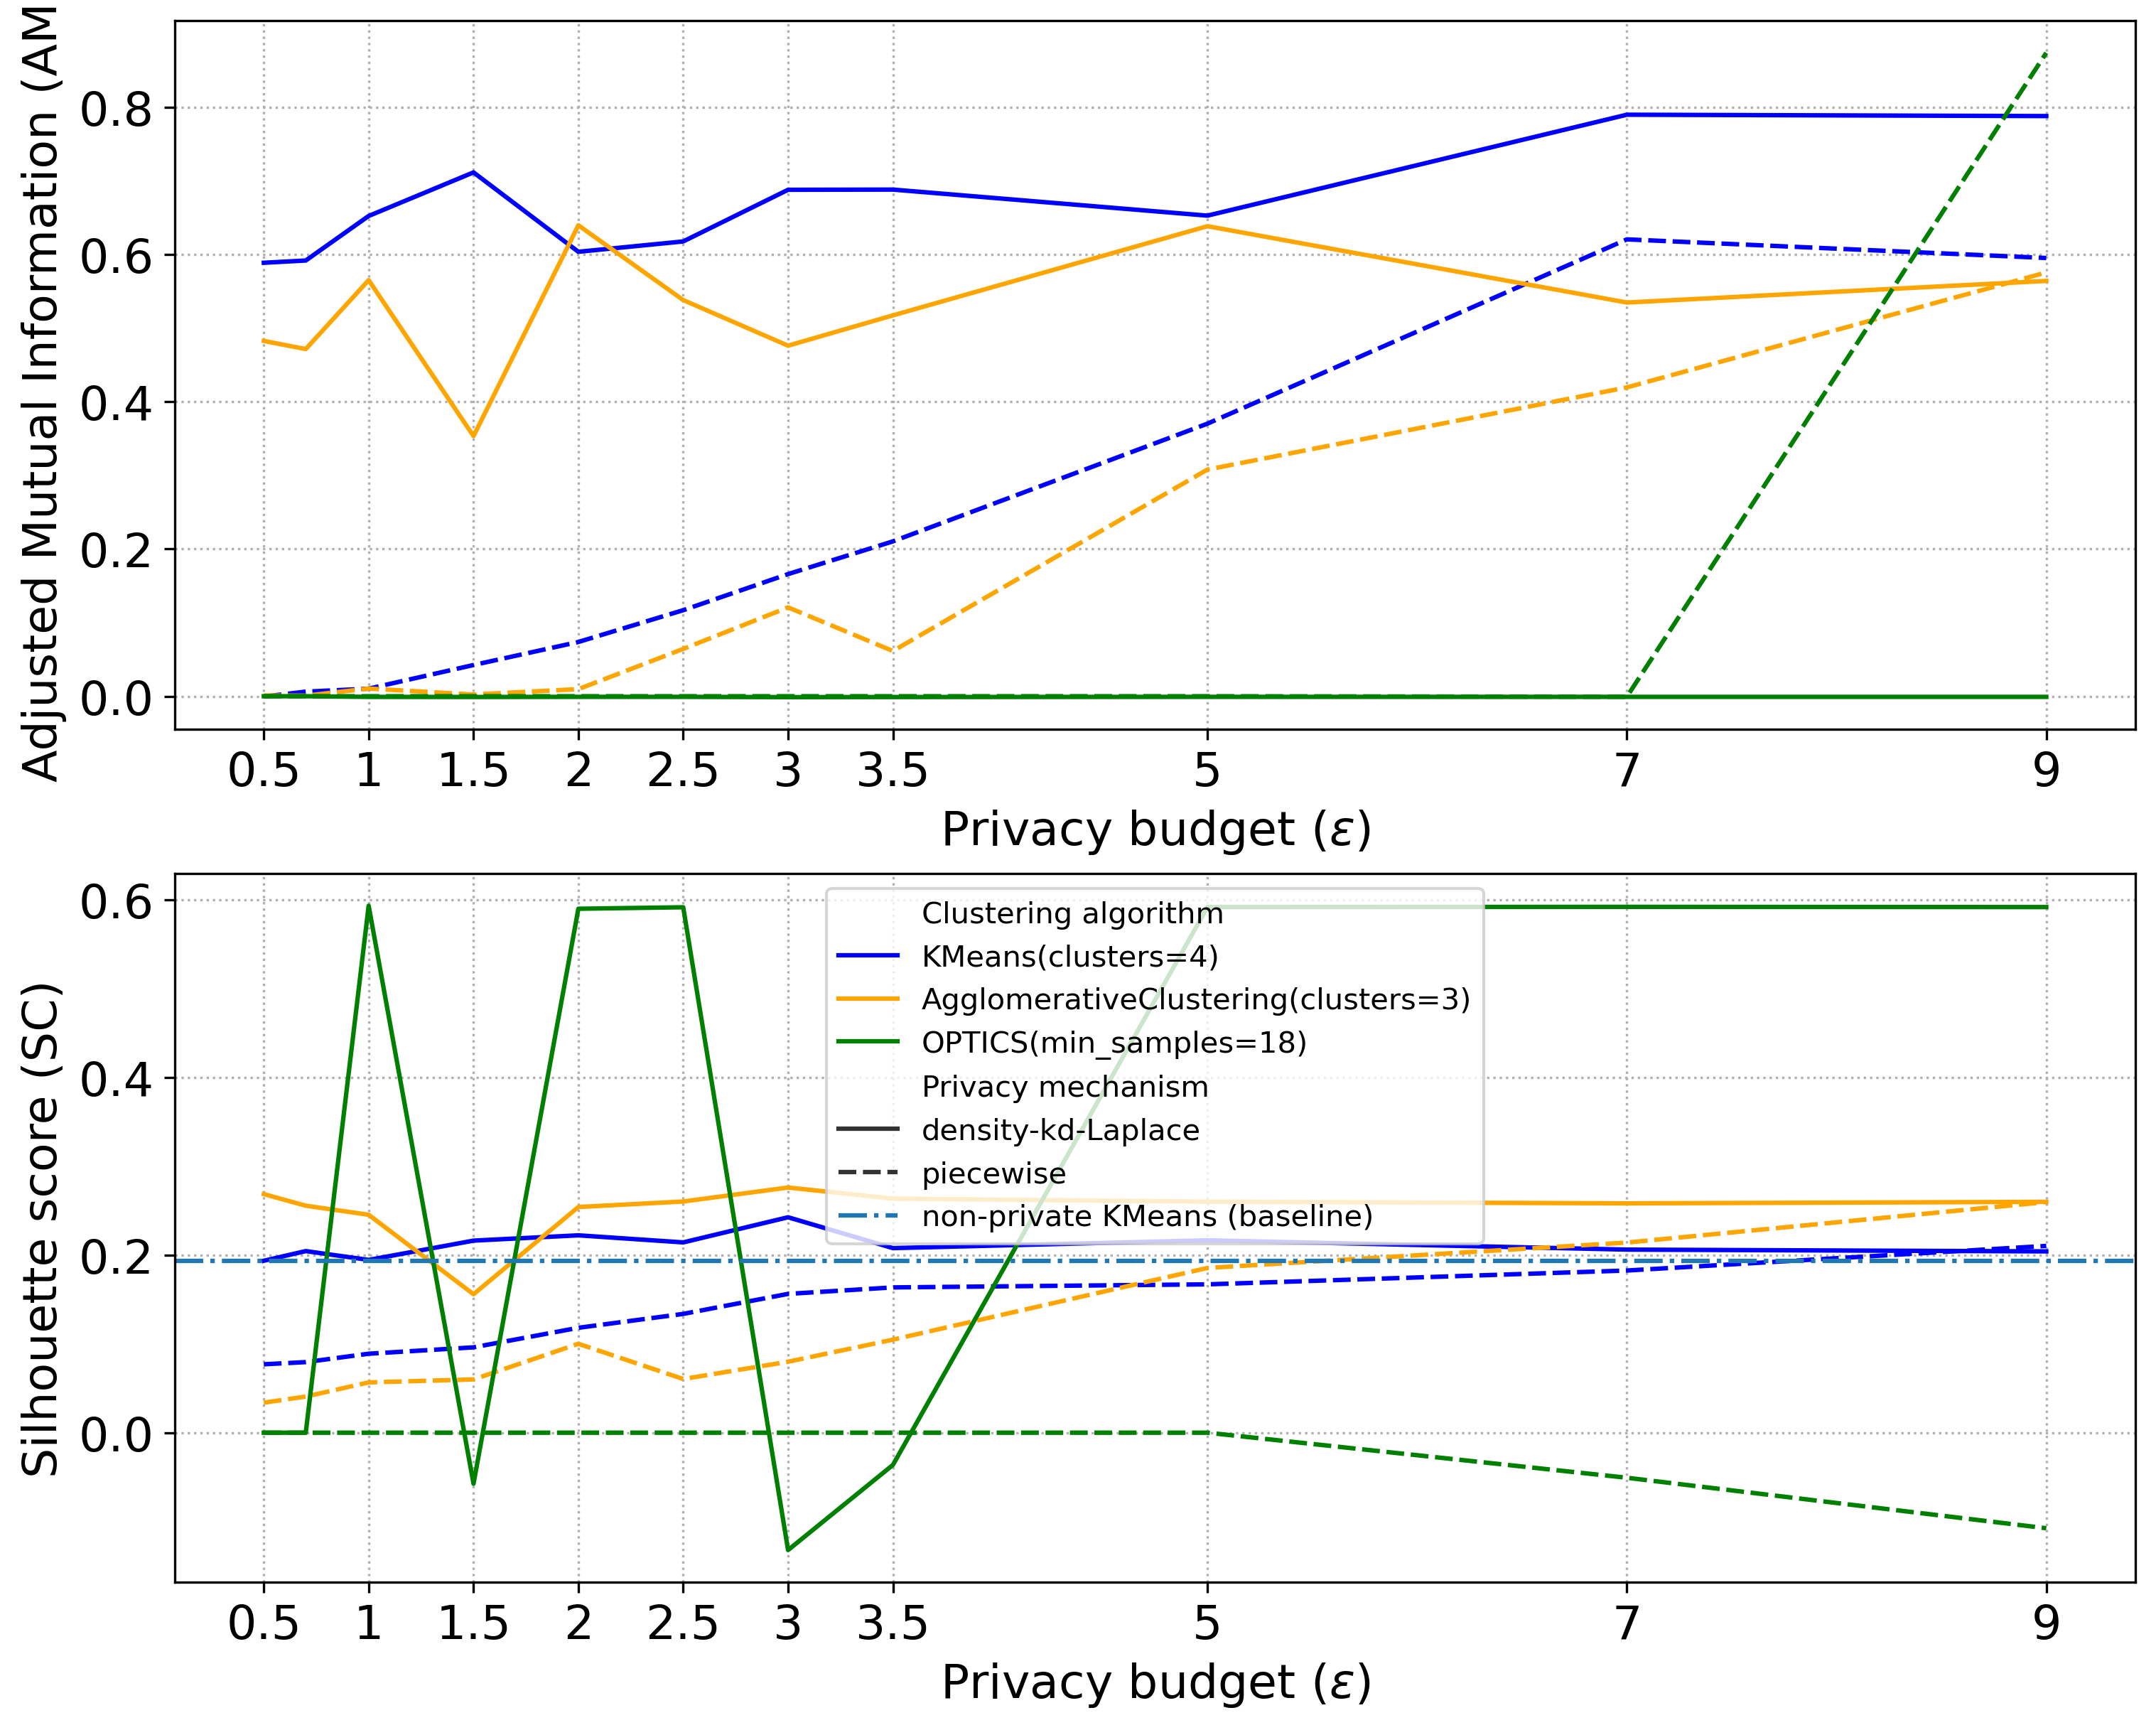 Adjusted Mutual Information (AM
0.8
0.6
0.4
0.2
0.0
0.5 1 1.5 2 2.5 3 3.5 5 7 9
Privacy budget (ε)
Silhouette score (SC)
0.6
0.4
0.2
0.0
Clustering algorithm
KMeans(clusters=4)
AgglomerativeClustering(clusters=3)
OPTICS(min_samples=18)
Privacy mechanism
density-kd-Laplace
piecewise
non-private KMeans (baseline)
0.5 1 1.5 2 2.5 3 3.5 5 7 9
Privacy budget (ε)